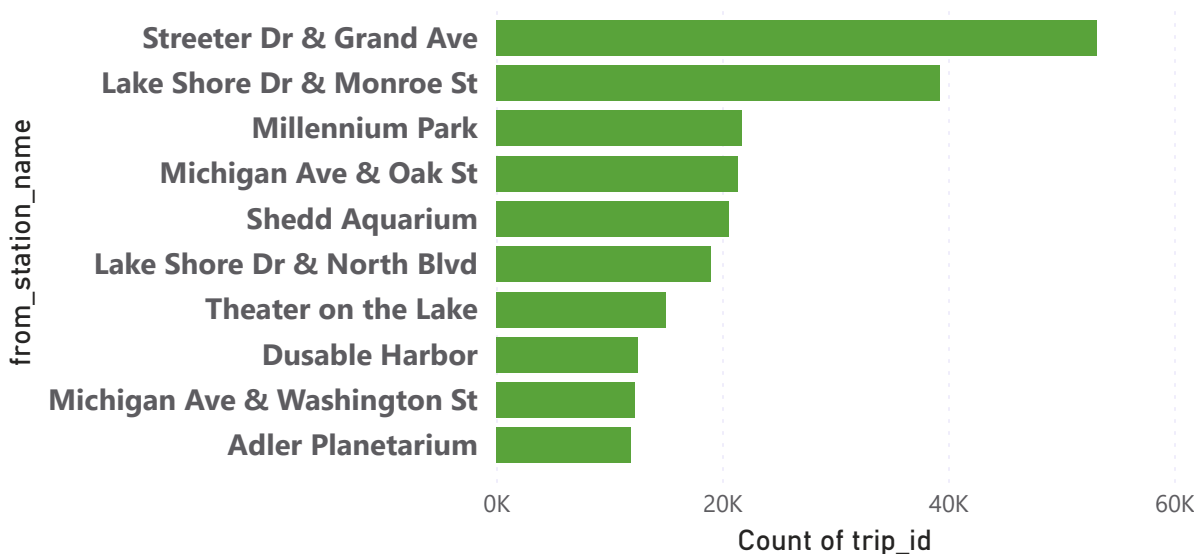 from_station_name
Streeter Dr & Grand Ave
Lake Shore Dr & Monroe St
Millennium Park
Michigan Ave & Oak St
Shedd Aquarium
Lake Shore Dr & North Blvd
Theater on the Lake
Dusable Harbor
Michigan Ave & Washington St
Adler Planetarium
0K 20K 40K 60K
Count of trip_id